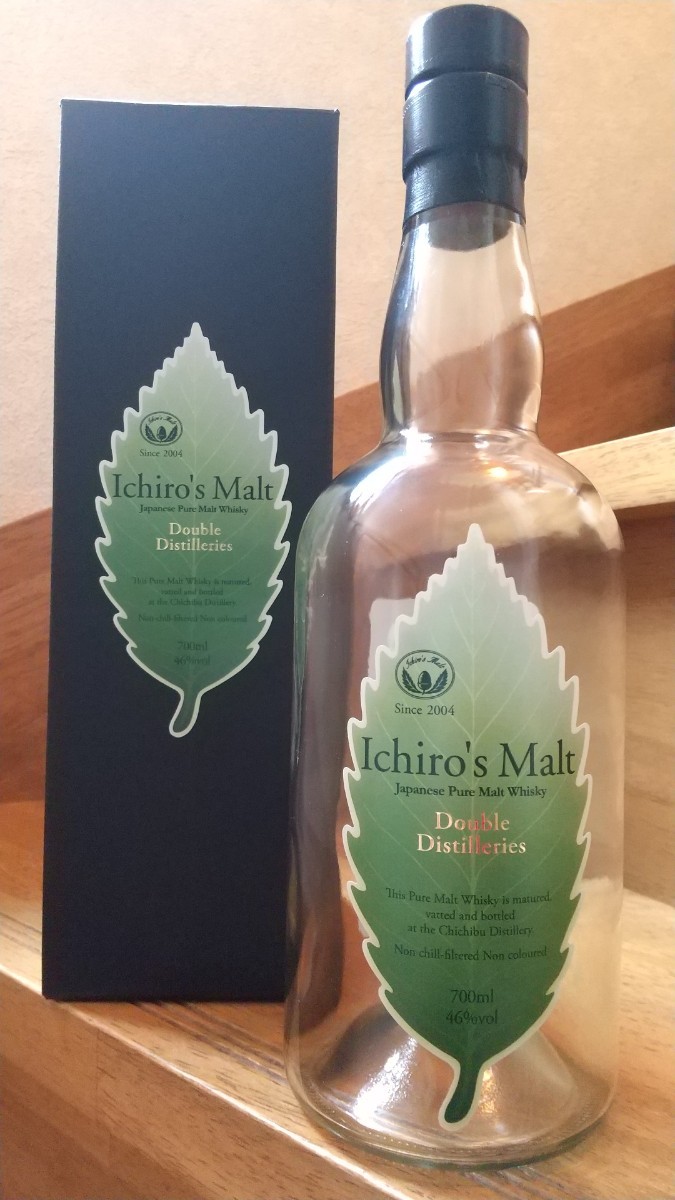 Ichiro's Malt
Since 2004
Ichiro's Malt
Japanese Pure Malt Whisky
Double
Distilleries
This Pure Malt Whisky is matured,
vatted and bottled
at the Chichibu Distillery
Non chill-filtered Non coloured
700ml
46%vol
Ichiro's Malt
Since 2004
Ichiro's Malt
Japanese Pure Malt Whisky
Double
Distilleries
This Pure Malt Whisky is matured,
vatted and bottled
at the Chichibu Distillery.
Non chill-filtered Non coloured
700ml
46%vol